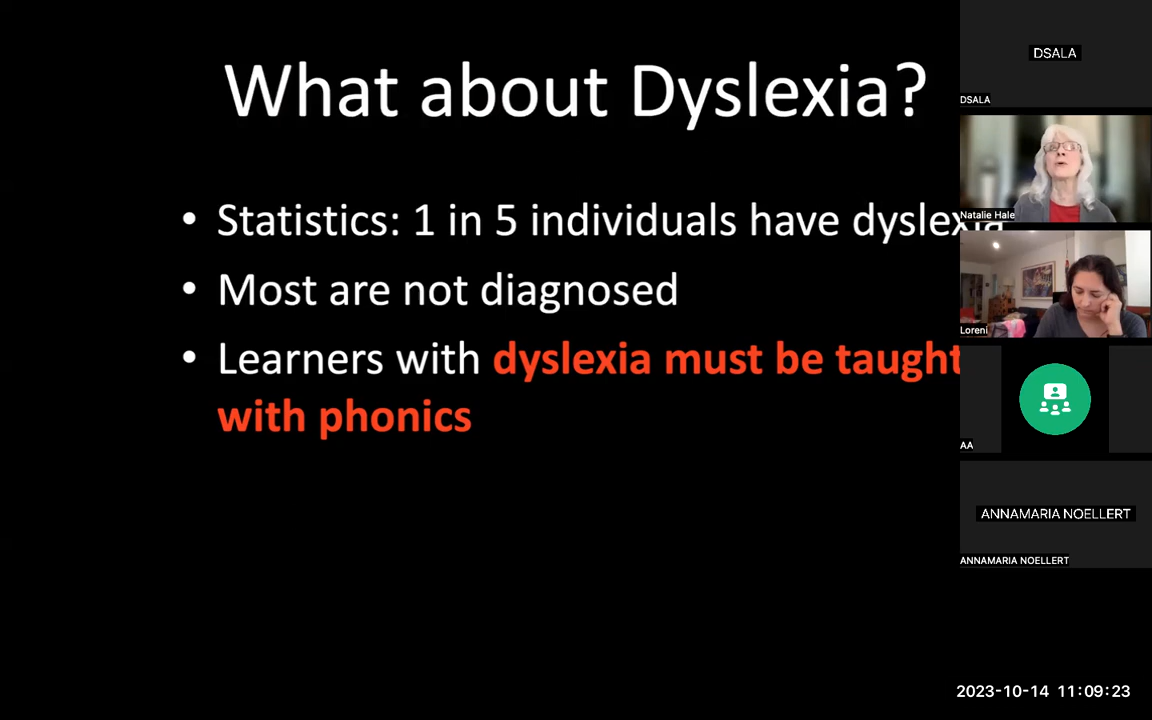 What about Dyslexia?
• Statistics: 1 in 5 individuals have dyslexia
• Most are not diagnosed
• Learners with dyslexia must be taught
with phonics
DSALA
DSALA
Natalie Hale
Loreni
AA
ANNAMARIA NOELLERT
ANNAMARIA NOELLERT
2023-10-14 11:09:23